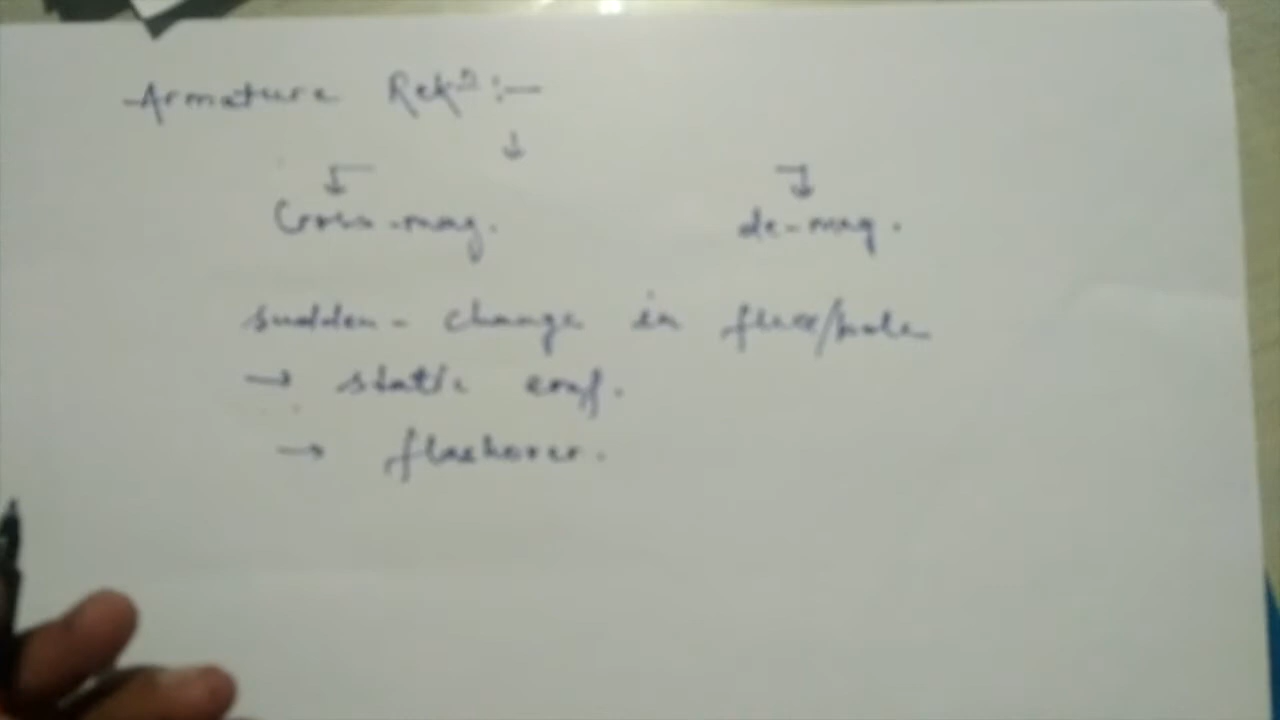 Armature Rekⁿ :-
↓
Cross-mag. de-mag.
sudden - change in flux/pole
→ static emf.
→ flashover.